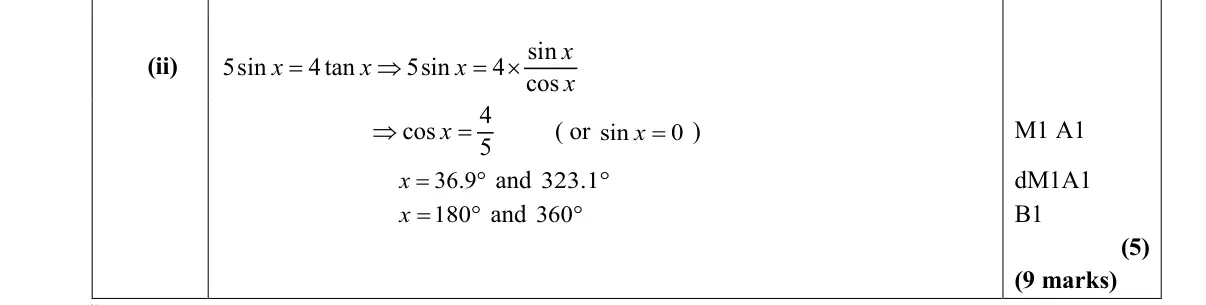 (ii) 5 sin x = 4 tan x ⇒ 5 sin x = 4 × sin x / cos x
⇒ cos x = 4/5 ( or sin x = 0 ) M1 A1
x = 36.9° and 323.1° dM1A1
x = 180° and 360° B1
(5)
(9 marks)